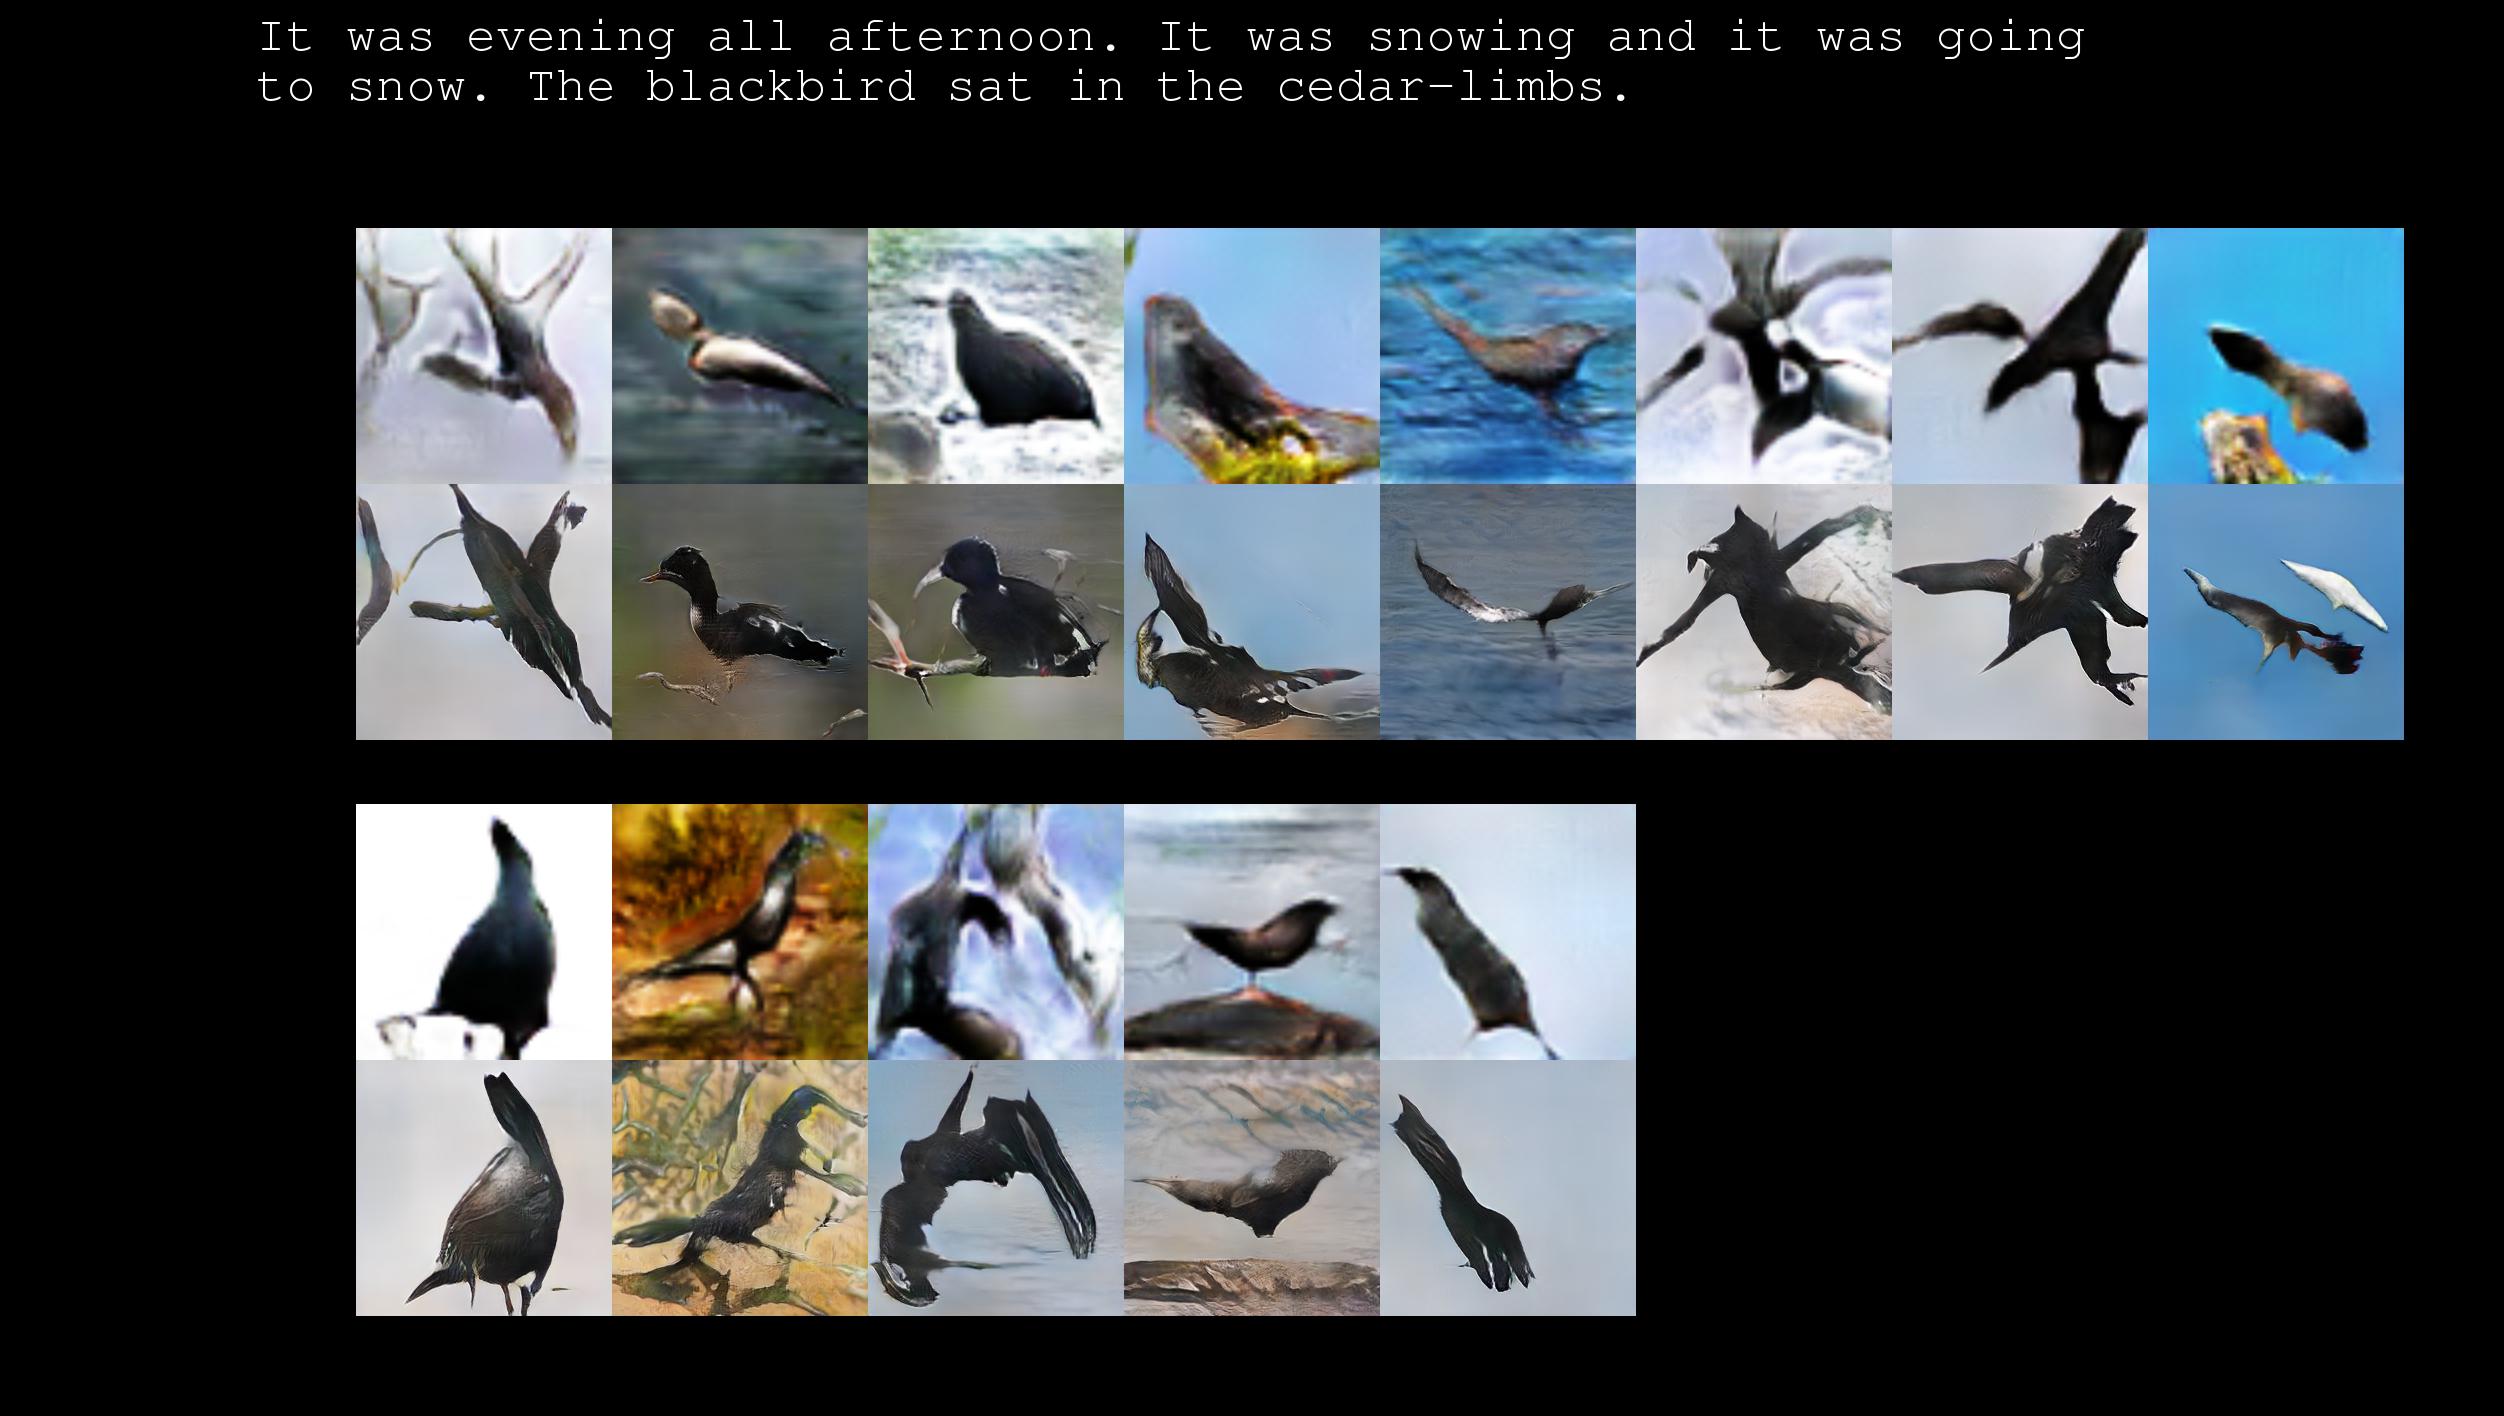 It was evening all afternoon. It was snowing and it was going
to snow. The blackbird sat in the cedar-limbs.